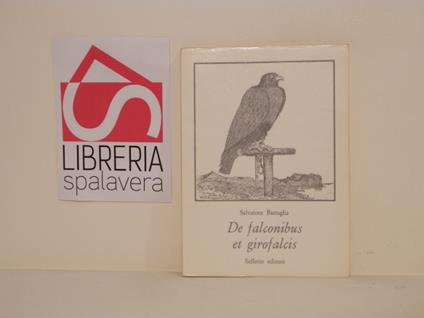 LIBRERIA
spalavera
Salvatore Battaglia
De falconibus
et girofalcis
Sellerio editore